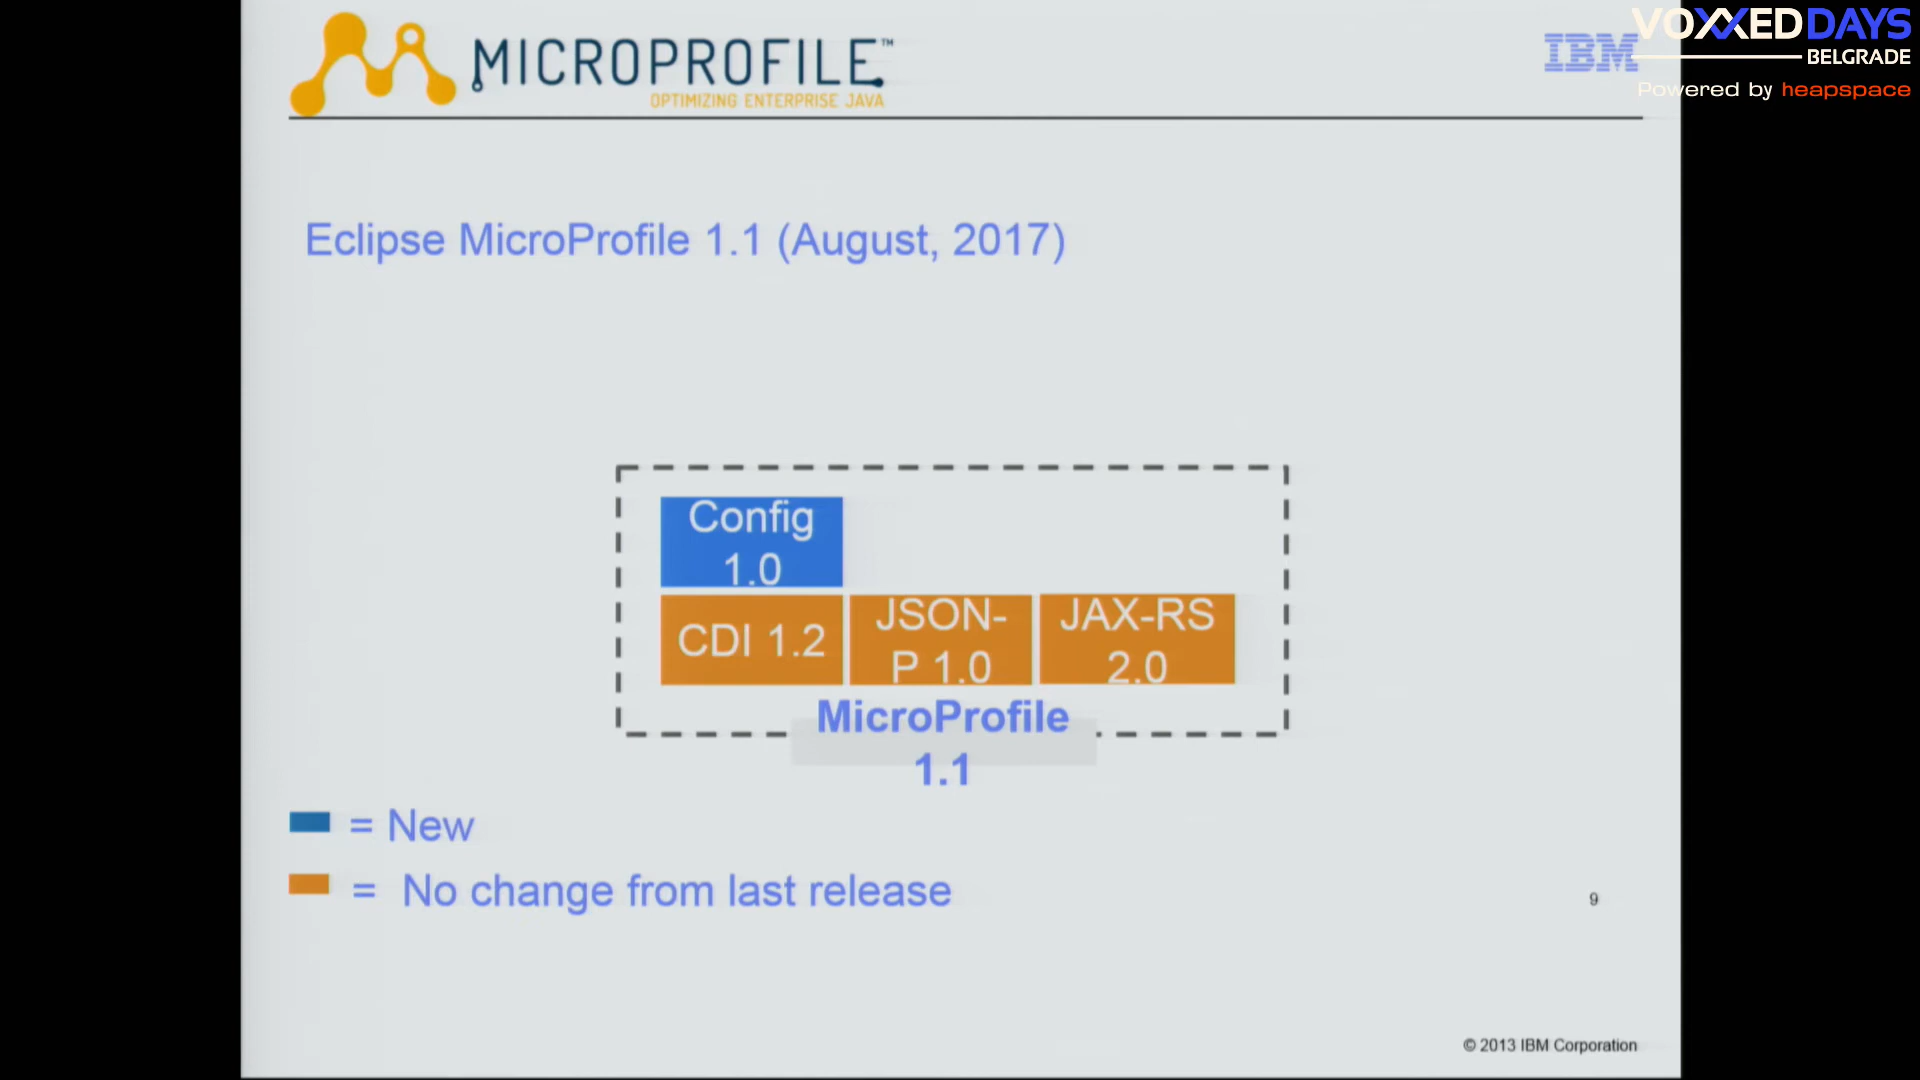 MICROPROFILE™
OPTIMIZING ENTERPRISE JAVA
IBM
VOXXED DAYS
BELGRADE
Powered by heapspace
Eclipse MicroProfile 1.1 (August, 2017)
Config
1.0
CDI 1.2
JSON-
P 1.0
JAX-RS
2.0
MicroProfile
1.1
= New
= No change from last release
9
© 2013 IBM Corporation